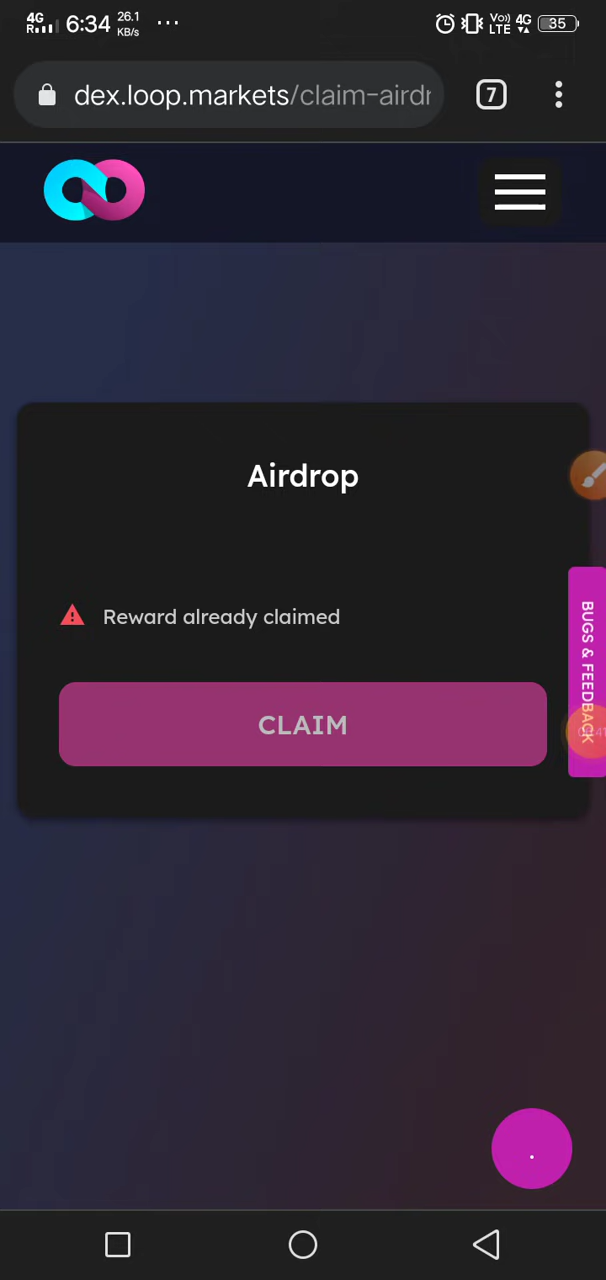 4G R 6:34 26.1 KB/s ... Vo) LTE 4G 35
dex.loop.markets/claim-airdr
7
Airdrop
Reward already claimed
CLAIM
BUGS & FEEDBACK